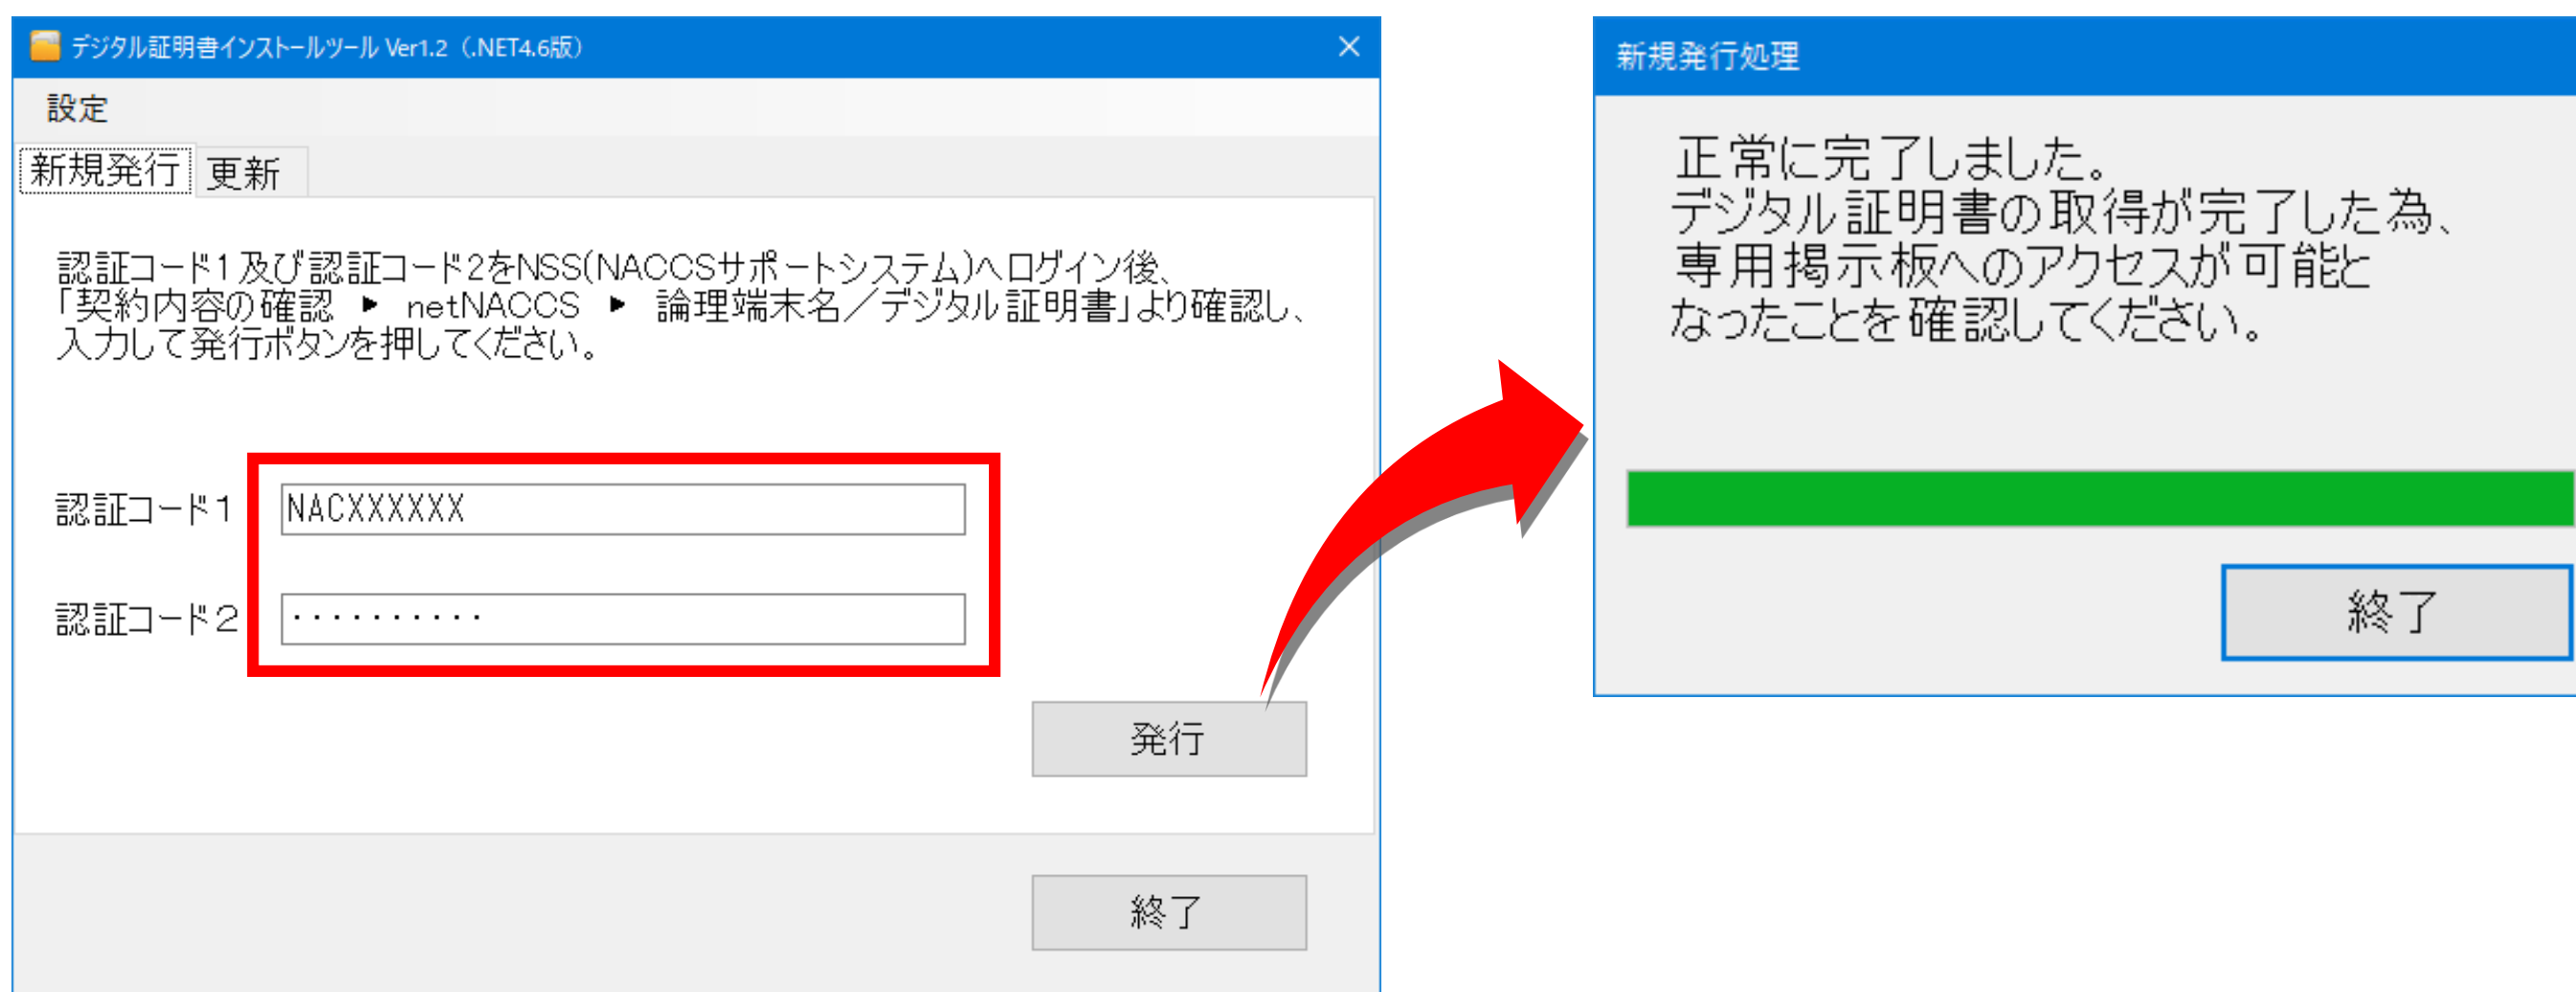 デジタル証明書インストールツール Ver1.2（.NET4.6版）
設定
新規発行 更新
認証コード1及び認証コード2をNSS(NACCSサポートシステム)へログイン後、
「契約内容の確認 ▶ netNACCS ▶ 論理端末名／デジタル証明書」より確認し、
入力して発行ボタンを押してください。
認証コード1 NACXXXXXX
認証コード2 ••••••••••
発行
終了
新規発行処理
正常に完了しました。
デジタル証明書の取得が完了した為、
専用掲示板へのアクセスが可能と
なったことを確認してください。
終了